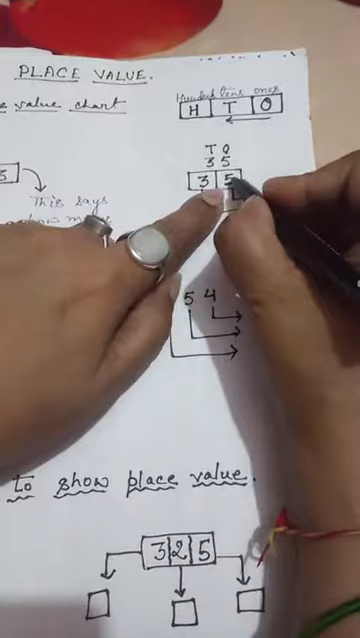 PLACE VALUE.
value chart
Hundred tens ones
H T O
T O
3 5
3 5
This says
5 4
to show place value.
3 2 5